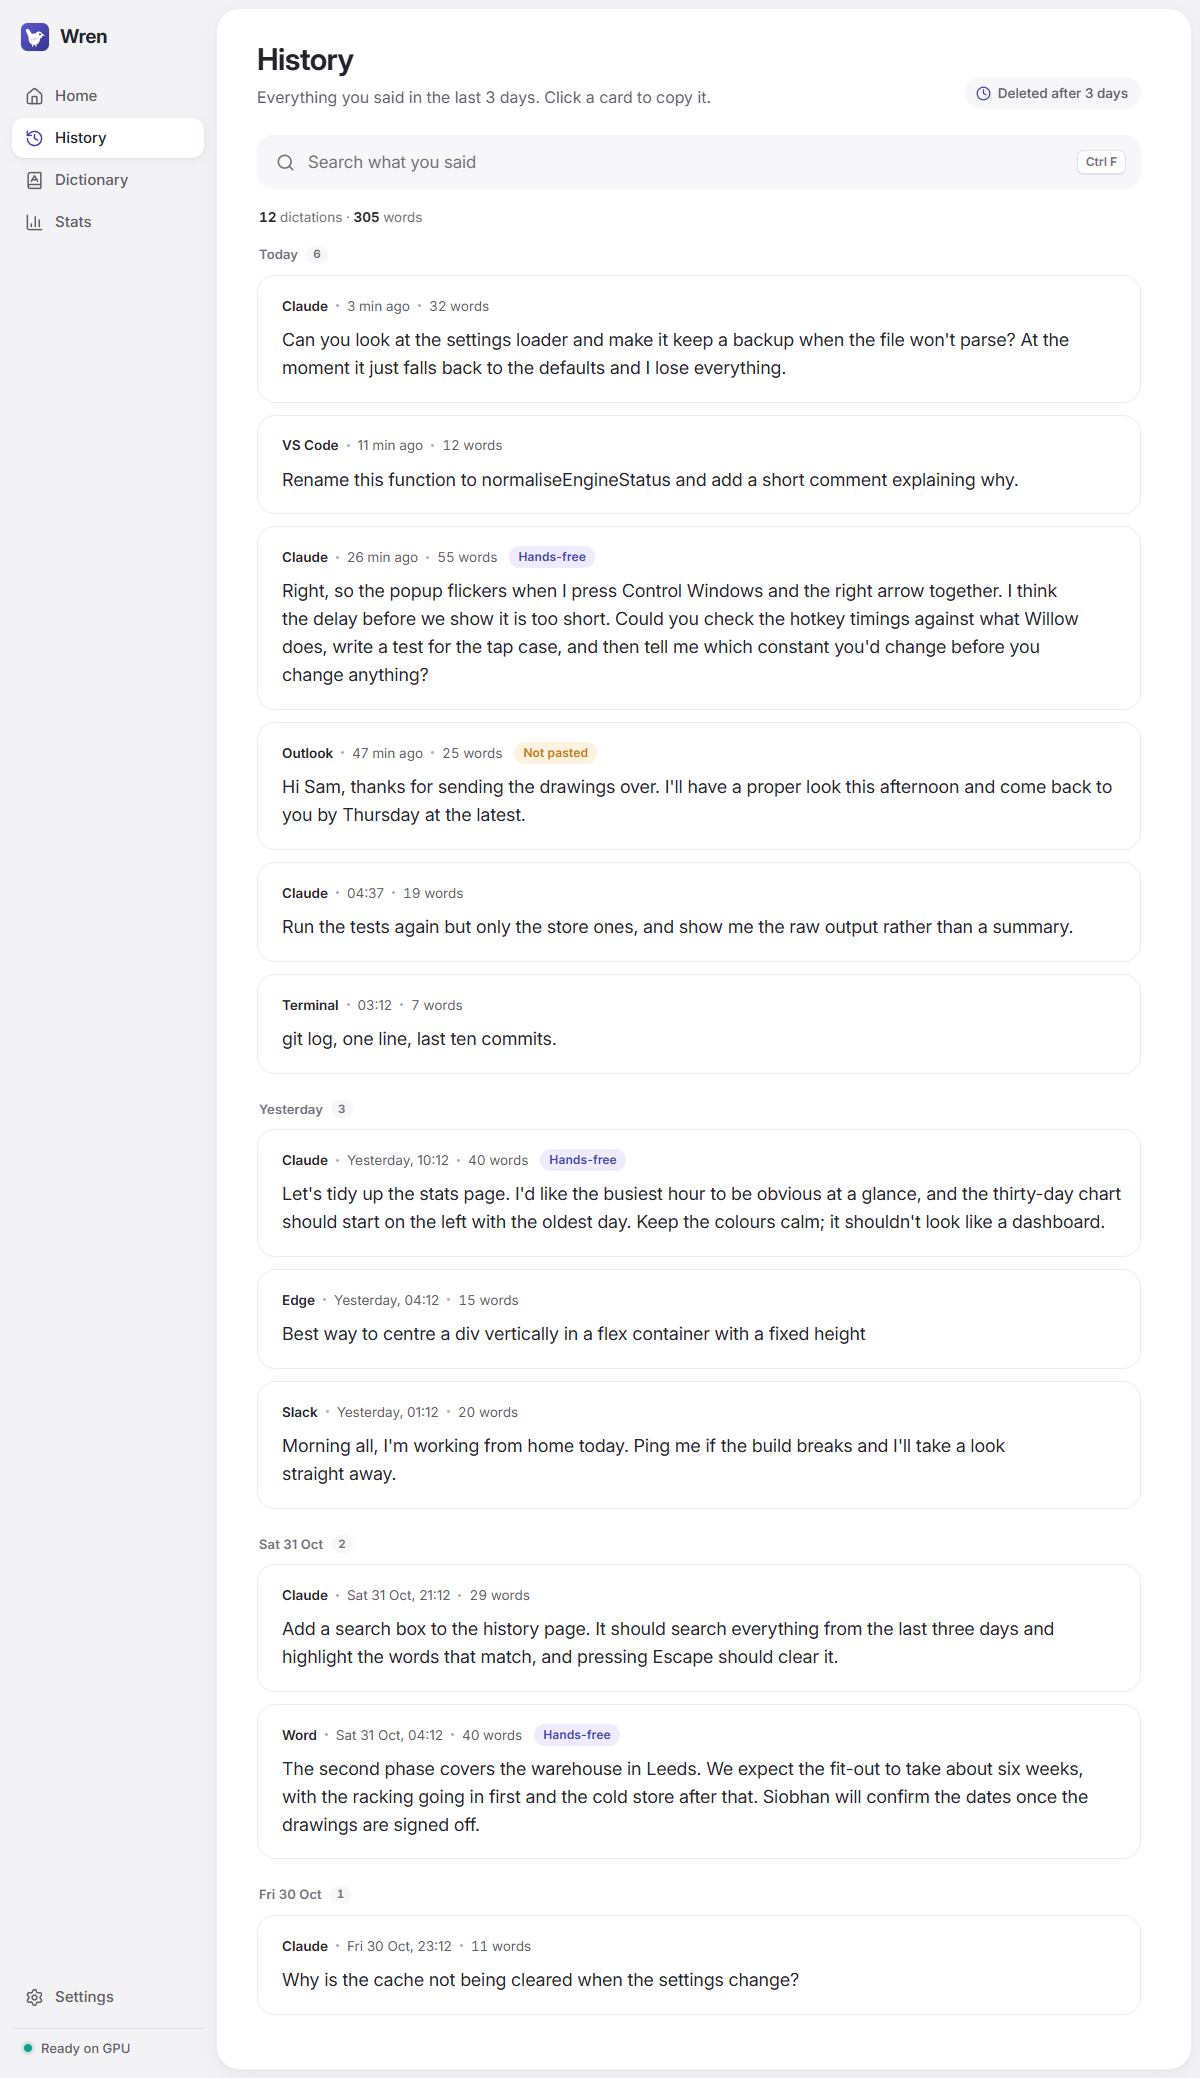 Wren
Home
History
Dictionary
Stats
Settings
Ready on GPU
History
Everything you said in the last 3 days. Click a card to copy it.
Deleted after 3 days
Search what you said
Ctrl F
12 dictations · 305 words
Today 6
Claude · 3 min ago · 32 words
Can you look at the settings loader and make it keep a backup when the file won't parse? At the
moment it just falls back to the defaults and I lose everything.
VS Code · 11 min ago · 12 words
Rename this function to normaliseEngineStatus and add a short comment explaining why.
Claude · 26 min ago · 55 words Hands-free
Right, so the popup flickers when I press Control Windows and the right arrow together. I think
the delay before we show it is too short. Could you check the hotkey timings against what Willow
does, write a test for the tap case, and then tell me which constant you'd change before you
change anything?
Outlook · 47 min ago · 25 words Not pasted
Hi Sam, thanks for sending the drawings over. I'll have a proper look this afternoon and come back to
you by Thursday at the latest.
Claude · 04:37 · 19 words
Run the tests again but only the store ones, and show me the raw output rather than a summary.
Terminal · 03:12 · 7 words
git log, one line, last ten commits.
Yesterday 3
Claude · Yesterday, 10:12 · 40 words Hands-free
Let's tidy up the stats page. I'd like the busiest hour to be obvious at a glance, and the thirty-day chart
should start on the left with the oldest day. Keep the colours calm; it shouldn't look like a dashboard.
Edge · Yesterday, 04:12 · 15 words
Best way to centre a div vertically in a flex container with a fixed height
Slack · Yesterday, 01:12 · 20 words
Morning all, I'm working from home today. Ping me if the build breaks and I'll take a look
straight away.
Sat 31 Oct 2
Claude · Sat 31 Oct, 21:12 · 29 words
Add a search box to the history page. It should search everything from the last three days and
highlight the words that match, and pressing Escape should clear it.
Word · Sat 31 Oct, 04:12 · 40 words Hands-free
The second phase covers the warehouse in Leeds. We expect the fit-out to take about six weeks,
with the racking going in first and the cold store after that. Siobhan will confirm the dates once the
drawings are signed off.
Fri 30 Oct 1
Claude · Fri 30 Oct, 23:12 · 11 words
Why is the cache not being cleared when the settings change?